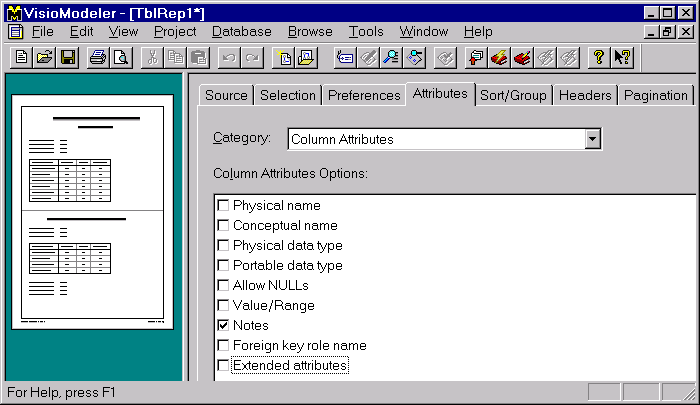 VisioModeler - [TblRep1*]
File Edit View Project Database Browse Tools Window Help
Source Selection Preferences Attributes Sort/Group Headers Pagination
Category: Column Attributes
Column Attributes Options:
Physical name
Conceptual name
Physical data type
Portable data type
Allow NULLs
Value/Range
Notes
Foreign key role name
Extended attributes
For Help, press F1